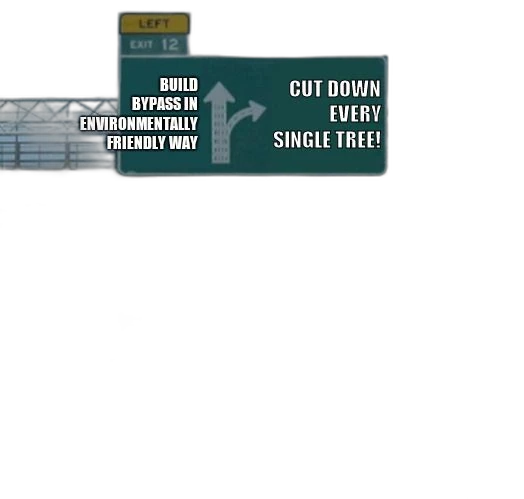 LEFT
EXIT 12
BUILD
BYPASS IN
ENVIRONMENTALLY
FRIENDLY WAY
CUT DOWN
EVERY
SINGLE TREE!